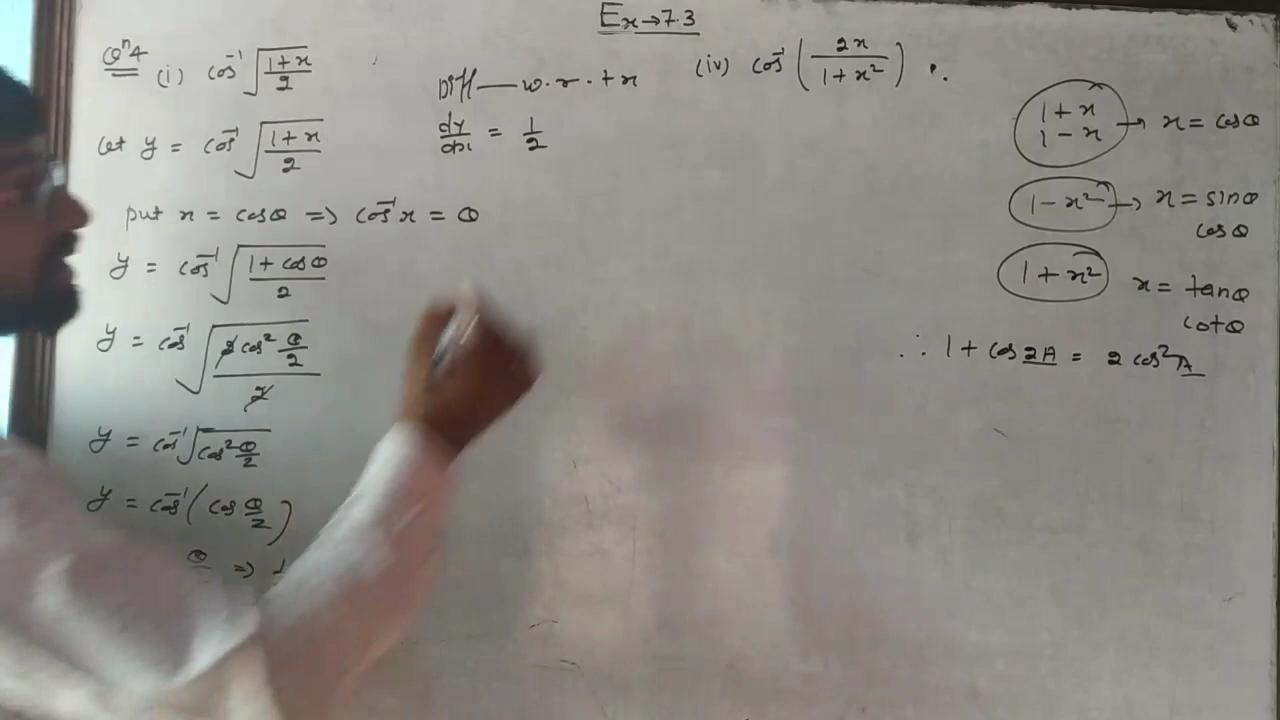 Ex→7.3
Qⁿ4
(i) cos⁻¹ √((1+x)/2)
Let y = cos⁻¹ √((1+x)/2)
put x = cosθ => cos⁻¹x = θ
y = cos⁻¹ √((1+cosθ)/2)
y = cos⁻¹ √((2cos² θ/2)/2)
y = cos⁻¹ √(cos² θ/2)
y = cos⁻¹ (cos θ/2)
θ => 1
Diff — w.r.t x
dy/dx = 1/2
(iv) cos⁻¹ (2x/(1+x²)) .
1+x
1-x → x = cosθ
1-x² → x = sinθ
cosθ
1+x² x = tanθ
cotθ
∴ 1+cos2A = 2cos²A